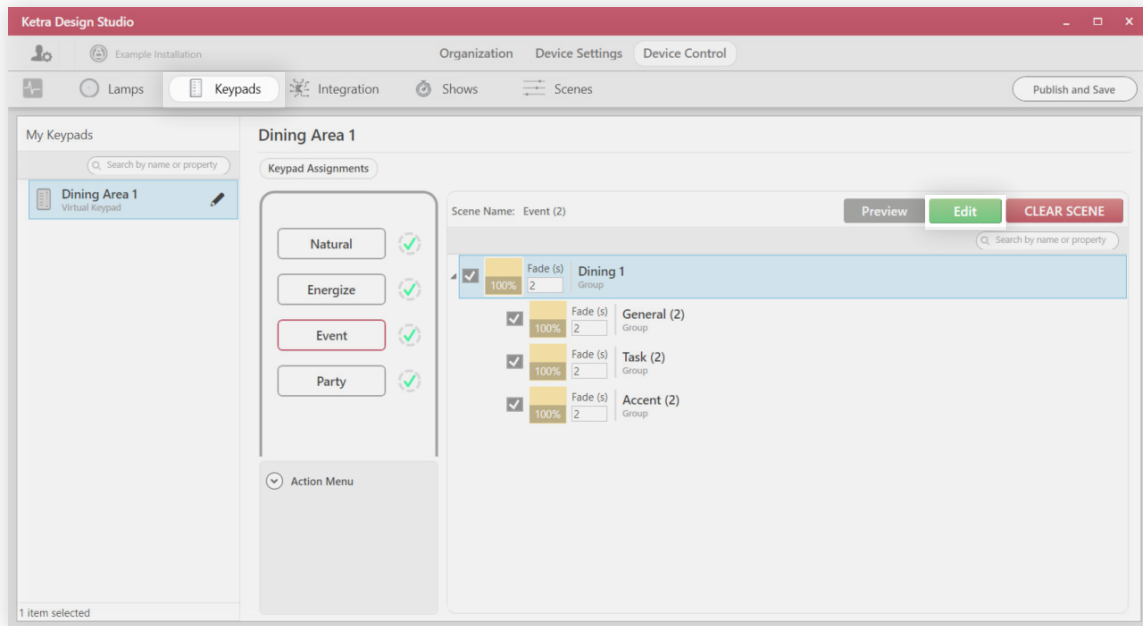 Ketra Design Studio
Example Installation
Organization
Device Settings
Device Control
Lamps
Keypads
Integration
Shows
Scenes
Publish and Save
My Keypads
Search by name or property
Dining Area 1
Virtual Keypad
1 item selected
Dining Area 1
Keypad Assignments
Natural
Energize
Event
Party
Action Menu
Scene Name: Event (2)
Preview
Edit
CLEAR SCENE
Search by name or property
100%
Fade (s)
2
Dining 1
Group
100%
Fade (s)
2
General (2)
Group
100%
Fade (s)
2
Task (2)
Group
100%
Fade (s)
2
Accent (2)
Group